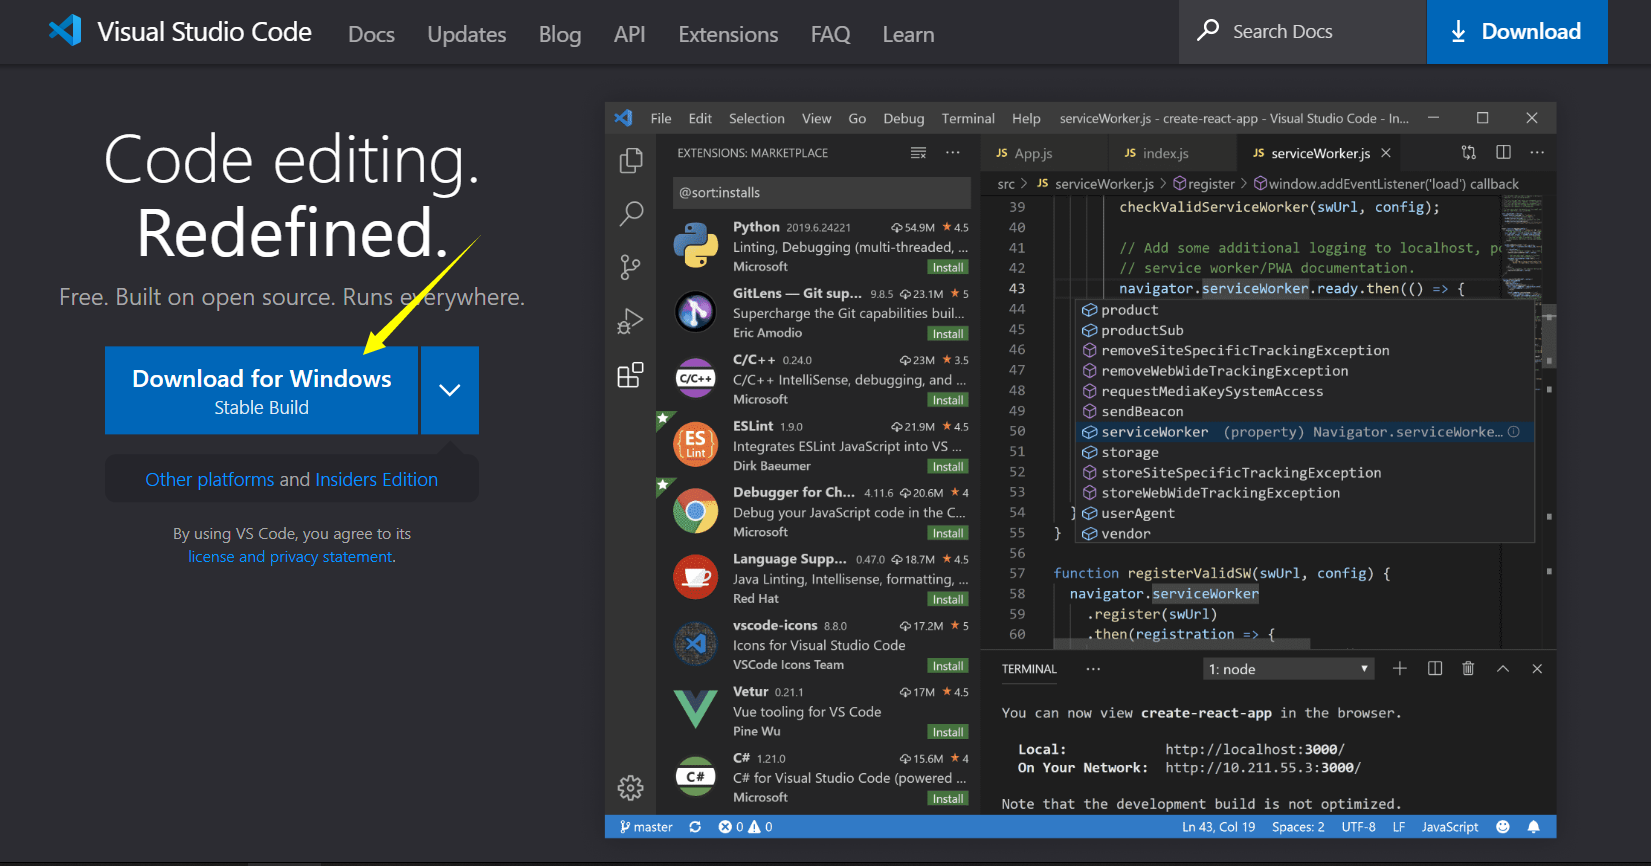 Visual Studio Code Docs Updates Blog API Extensions FAQ Learn Search Docs Download
Code editing.
Redefined.
Free. Built on open source. Runs everywhere.
Download for Windows
Stable Build
Other platforms and Insiders Edition
By using VS Code, you agree to its
license and privacy statement.
File Edit Selection View Go Debug Terminal Help serviceWorker.js - create-react-app - Visual Studio Code - In...
EXTENSIONS: MARKETPLACE
@sort:installs
Python 2019.6.24221 54.9M ★ 4.5
Linting, Debugging (multi-threaded, ...
Microsoft Install
GitLens — Git sup... 9.8.5 23.1M ★ 5
Supercharge the Git capabilities buil...
Eric Amodio Install
C/C++
C/C++ 0.24.0 23M ★ 3.5
C/C++ IntelliSense, debugging, and ...
Microsoft Install
ES
Lint
ESLint 1.9.0 21.9M ★ 4.5
Integrates ESLint JavaScript into VS ...
Dirk Baeumer Install
Debugger for Ch... 4.11.6 20.6M ★ 4
Debug your JavaScript code in the C...
Microsoft Install
Language Supp... 0.47.0 18.7M ★ 4.5
Java Linting, Intellisense, formatting, ...
Red Hat Install
vscode-icons 8.8.0 17.2M ★ 5
Icons for Visual Studio Code
VSCode Icons Team Install
Vetur 0.21.1 17M ★ 4.5
Vue tooling for VS Code
Pine Wu Install
C#
C# 1.21.0 15.6M ★ 4
C# for Visual Studio Code (powered ...
Microsoft Install
JS App.js JS index.js JS serviceWorker.js
src > JS serviceWorker.js > register > window.addEventListener('load') callback
39 checkValidServiceWorker(swUrl, config);
40
41 // Add some additional logging to localhost, p
42 // service worker/PWA documentation.
43 navigator.serviceWorker.ready.then(() => {
44 product
45 productSub
46 removeSiteSpecificTrackingException
47 removeWebWideTrackingException
48 requestMediaKeySystemAccess
49 sendBeacon
50 serviceWorker (property) Navigator.serviceWorke...
51 storage
52 storeSiteSpecificTrackingException
53 storeWebWideTrackingException
54 } userAgent
55 } vendor
56
57 function registerValidSW(swUrl, config) {
58 navigator.serviceWorker
59 .register(swUrl)
60 .then(registration => {
TERMINAL ... 1: node
You can now view create-react-app in the browser.
Local: http://localhost:3000/
On Your Network: http://10.211.55.3:3000/
Note that the development build is not optimized.
master 0 0 Ln 43, Col 19 Spaces: 2 UTF-8 LF JavaScript